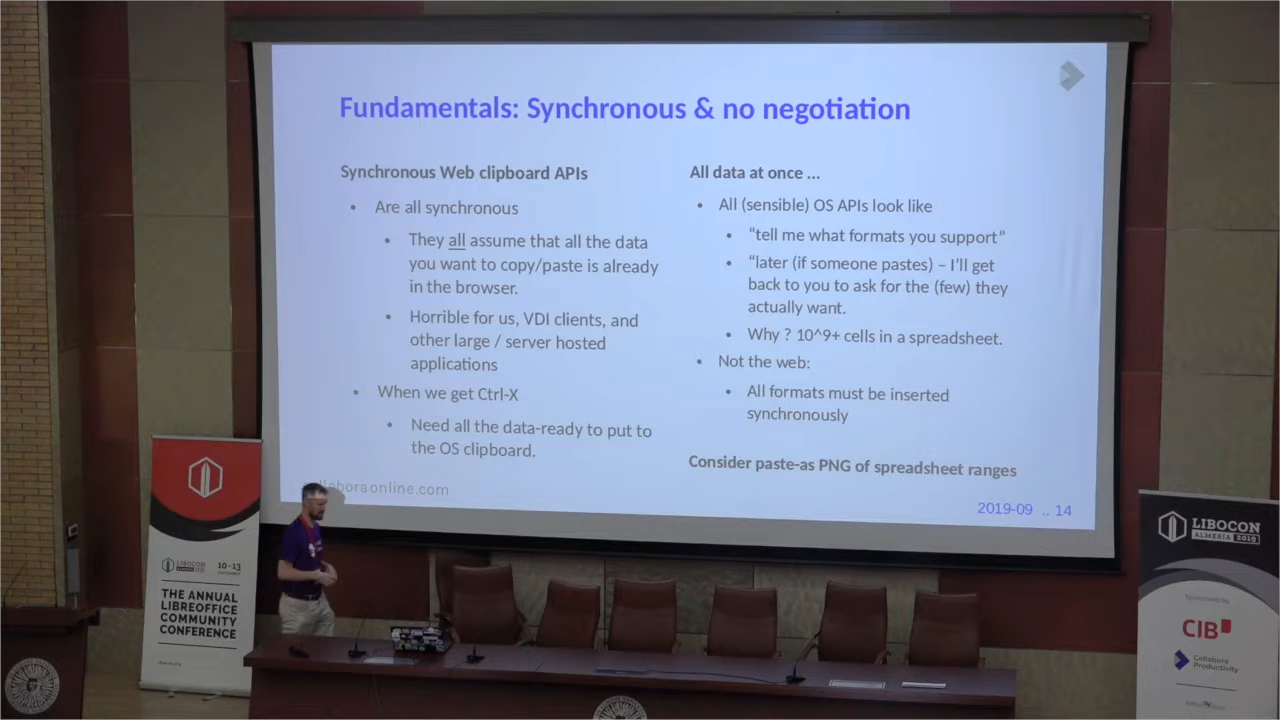 Fundamentals: Synchronous & no negotiation
Synchronous Web clipboard APIs
• Are all synchronous
• They all assume that all the data
you want to copy/paste is already
in the browser.
• Horrible for us, VDI clients, and
other large / server hosted
applications
• When we get Ctrl-X
• Need all the data-ready to put to
the OS clipboard.
All data at once ...
• All (sensible) OS APIs look like
• “tell me what formats you support”
• “later (if someone pastes) – I’ll get
back to you to ask for the (few) they
actually want.
• Why ? 10^9+ cells in a spreadsheet.
• Not the web:
• All formats must be inserted
synchronously
Consider paste-as PNG of spreadsheet ranges
laboraonline.com
2019-09 .. 14
LIBOCON
10-13
THE ANNUAL
LIBREOFFICE
COMMUNITY
CONFERENCE
LIBOCON
ALMERÍA 2019
Sponsored by
CIB
Collabora
Productivity